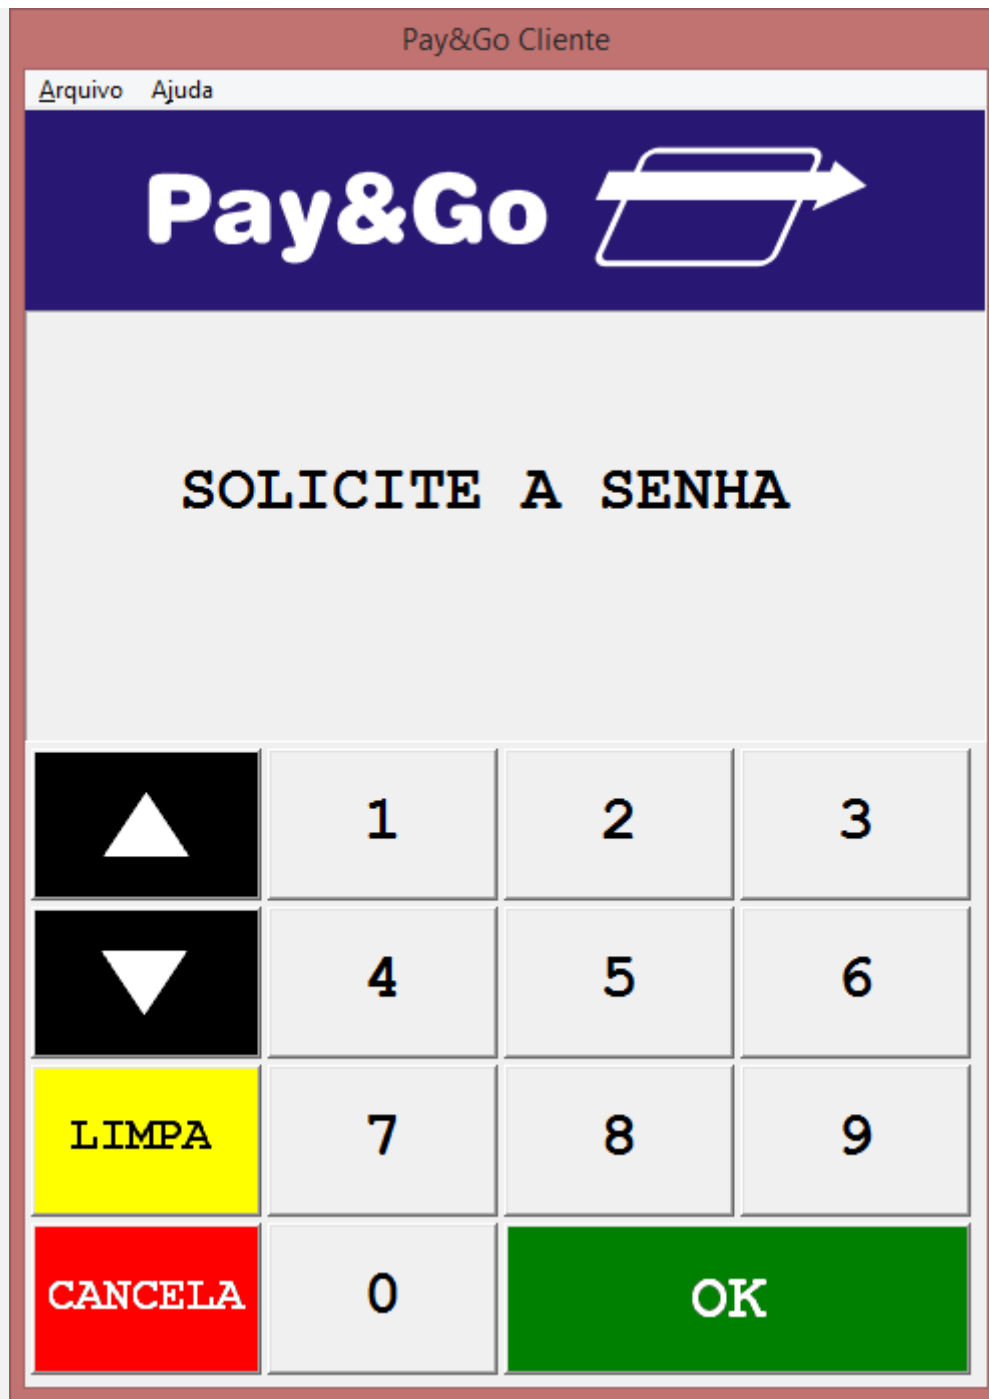 Pay&Go Cliente
Arquivo Ajuda
Pay&Go
SOLICITE A SENHA
1 2 3
4 5 6
LIMPA 7 8 9
CANCELA 0 OK